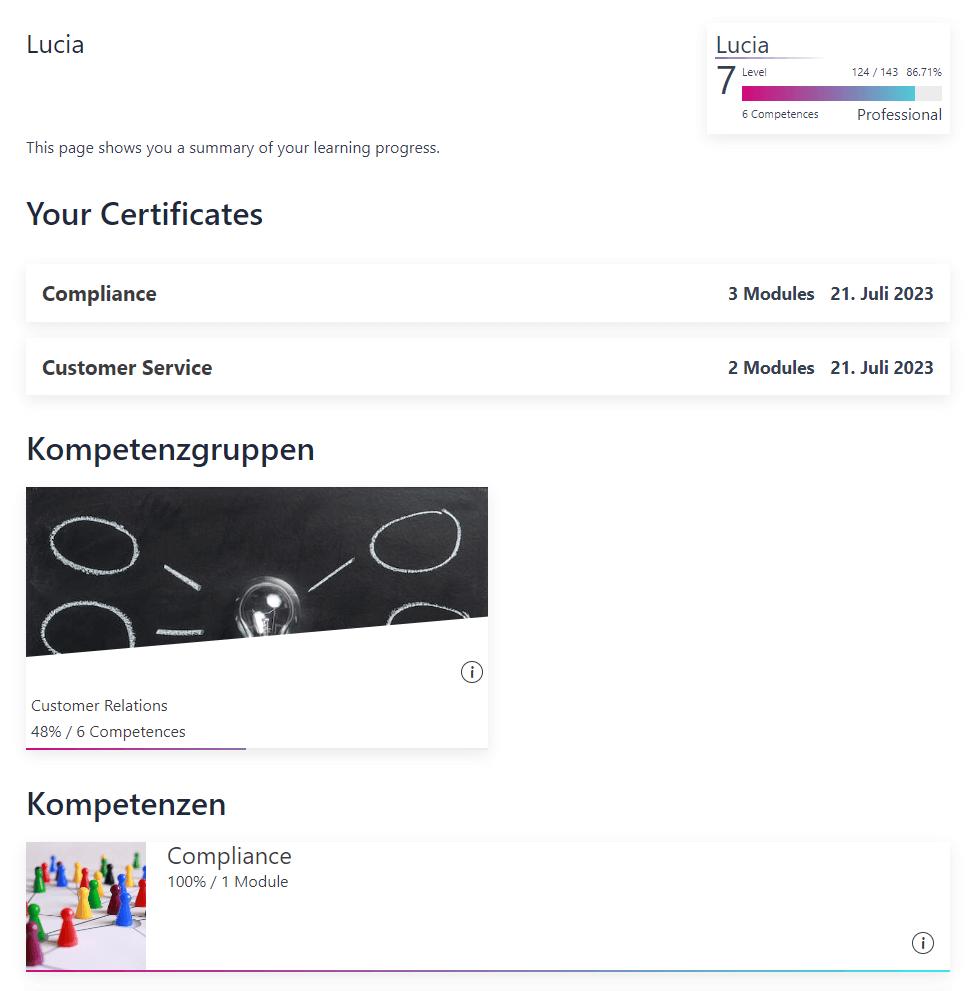 Lucia
Lucia
7 Level 124 / 143 86.71%
6 Competences Professional
This page shows you a summary of your learning progress.
Your Certificates
Compliance 3 Modules 21. Juli 2023
Customer Service 2 Modules 21. Juli 2023
Kompetenzgruppen
Customer Relations
48% / 6 Competences
Kompetenzen
Compliance
100% / 1 Module